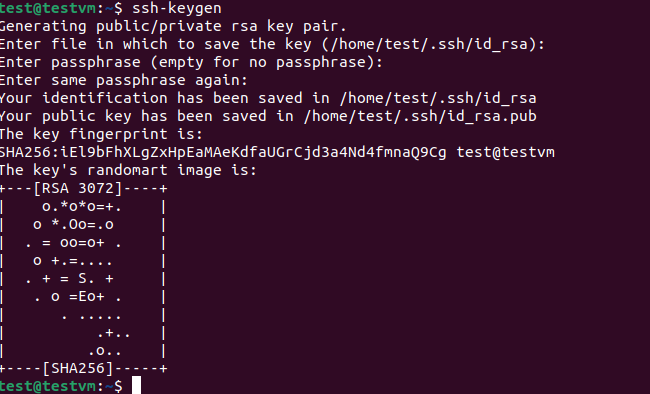 test@testvm:~$ ssh-keygen
Generating public/private rsa key pair.
Enter file in which to save the key (/home/test/.ssh/id_rsa):
Enter passphrase (empty for no passphrase):
Enter same passphrase again:
Your identification has been saved in /home/test/.ssh/id_rsa
Your public key has been saved in /home/test/.ssh/id_rsa.pub
The key fingerprint is:
SHA256:iEl9bFhXLgZxHpEaMAeKdfaUGrCjd3a4Nd4fmnaQ9Cg test@testvm
The key's randomart image is:
+---[RSA 3072]----+
|    o.*o*o=+.    |
|   o *.Oo=.o     |
|  . = oo=o+ .    |
|   o +.=....     |
|  . + = S. +     |
|   . o =Eo+ .    |
|      . .....    |
|          .+..   |
|         .o..    |
+----[SHA256]-----+
test@testvm:~$